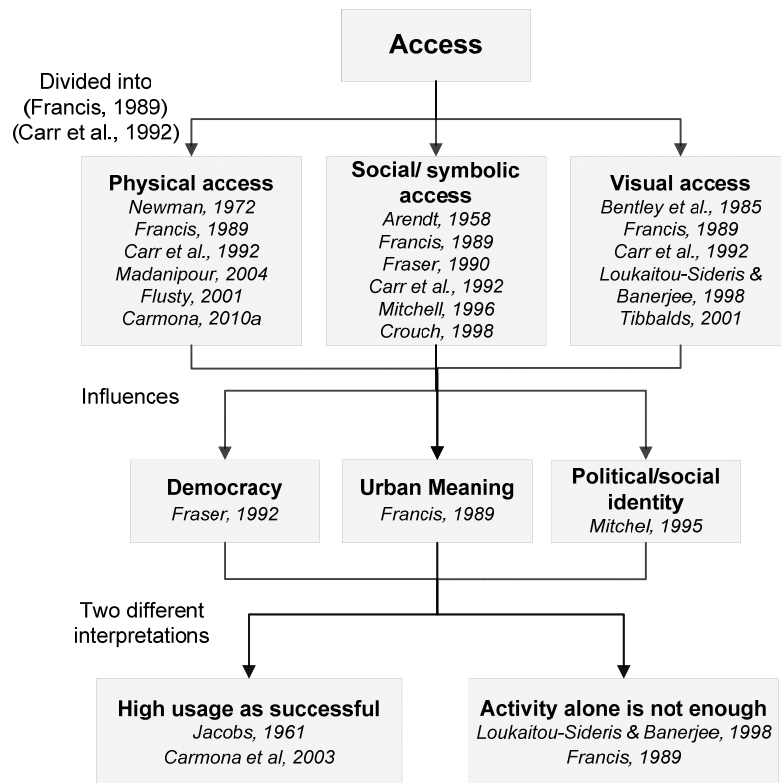 Access
Divided into
(Francis, 1989)
(Carr et al., 1992)
Physical access
Newman, 1972
Francis, 1989
Carr et al., 1992
Madanipour, 2004
Flusty, 2001
Carmona, 2010a
Social/ symbolic
access
Arendt, 1958
Francis, 1989
Fraser, 1990
Carr et al., 1992
Mitchell, 1996
Crouch, 1998
Visual access
Bentley et al., 1985
Francis, 1989
Carr et al., 1992
Loukaitou-Sideris &
Banerjee, 1998
Tibbalds, 2001
Influences
Democracy
Fraser, 1992
Urban Meaning
Francis, 1989
Political/social
identity
Mitchel, 1995
Two different
interpretations
High usage as successful
Jacobs, 1961
Carmona et al, 2003
Activity alone is not enough
Loukaitou-Sideris & Banerjee, 1998
Francis, 1989